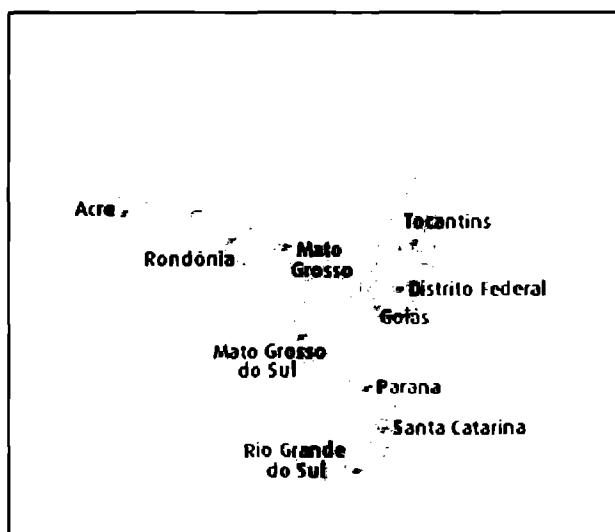 Acre
Tocantins
Rondônia
Mato
Grosso
Distrito Federal
Goiás
Mato Grosso
do Sul
Parana
Santa Catarina
Rio Grande
do Sul